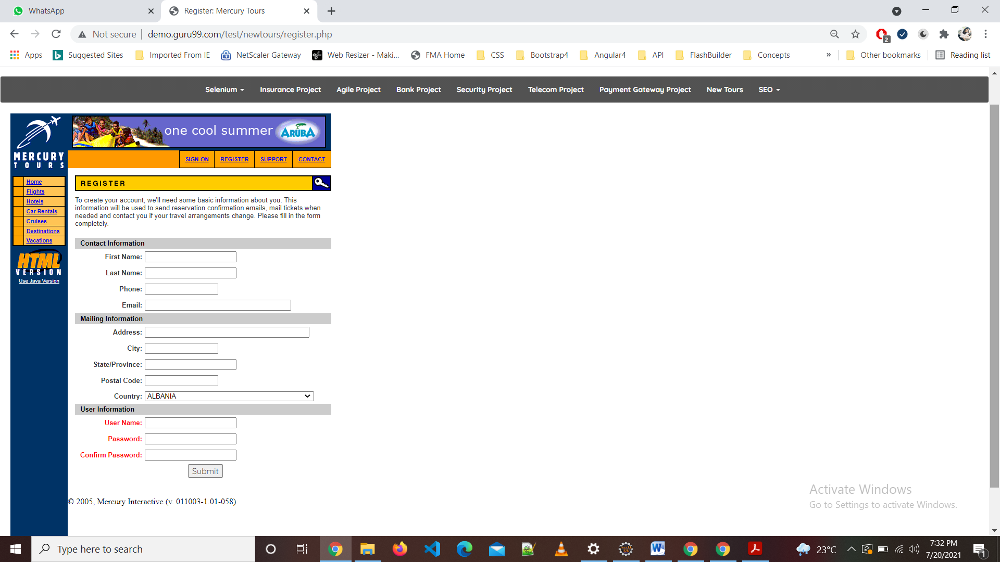 WhatsApp
Register: Mercury Tours
Not secure | demo.guru99.com/test/newtours/register.php
2
Apps
Suggested Sites
Imported From IE
NetScaler Gateway
Web Resizer - Maki...
FMA Home
CSS
Bootstrap4
Angular4
API
FlashBuilder
Concepts
»
Other bookmarks
Reading list
Selenium
Insurance Project
Agile Project
Bank Project
Security Project
Telecom Project
Payment Gateway Project
New Tours
SEO
one cool summer
ARUBA
MERCURY
TOURS
SIGN-ON
REGISTER
SUPPORT
CONTACT
Home
Flights
Hotels
Car Rentals
Cruises
Destinations
Vacations
HTML
VERSION
Use Java Version
REGISTER
To create your account, we'll need some basic information about you. This
information will be used to send reservation confirmation emails, mail tickets when
needed and contact you if your travel arrangements change. Please fill in the form
completely.
Contact Information
First Name:
Last Name:
Phone:
Email:
Mailing Information
Address:
City:
State/Province:
Postal Code:
Country: ALBANIA
User Information
User Name:
Password:
Confirm Password:
Submit
© 2005, Mercury Interactive (v. 011003-1.01-058)
Activate Windows
Go to Settings to activate Windows.
Type here to search
23°C
7:32 PM
7/20/2021
1